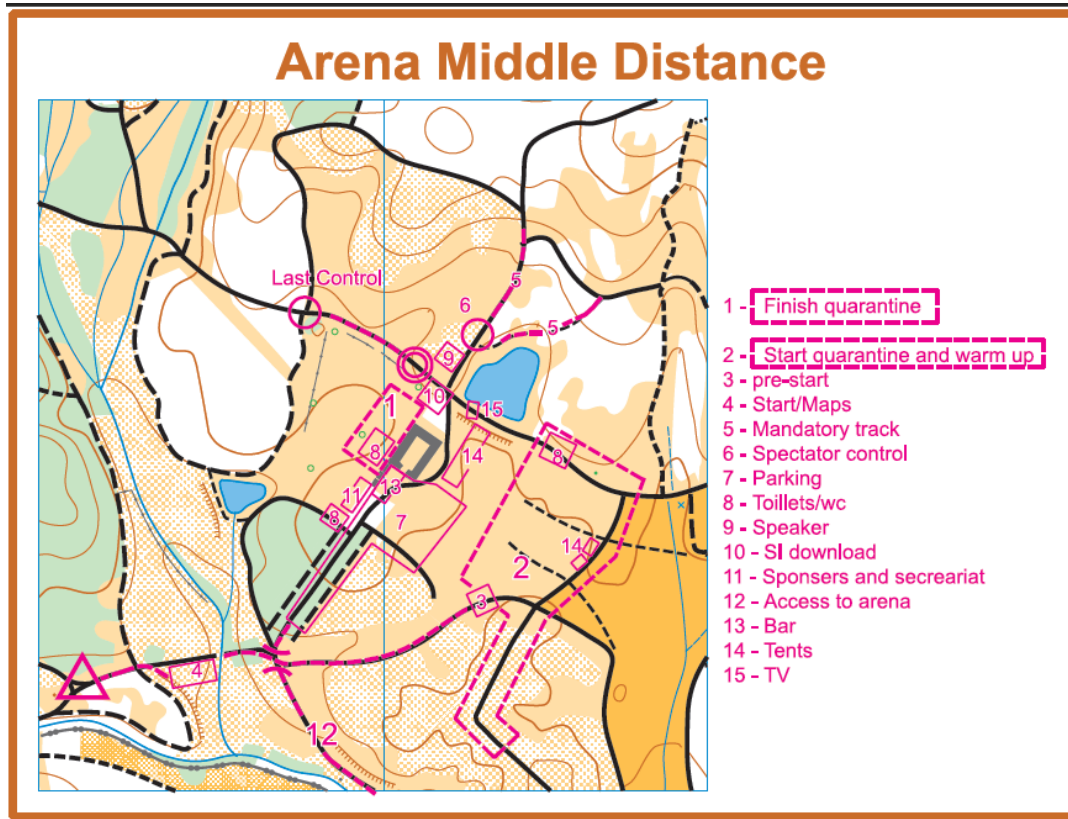 Arena Middle Distance
Last Control
5
6
5
9
10
1
15
8
14
8
11
13
8
7
14
2
3
4
12
1 - Finish quarantine
2 - Start quarantine and warm up
3 - pre-start
4 - Start/Maps
5 - Mandatory track
6 - Spectator control
7 - Parking
8 - Toillets/wc
9 - Speaker
10 - SI download
11 - Sponsers and secreariat
12 - Access to arena
13 - Bar
14 - Tents
15 - TV